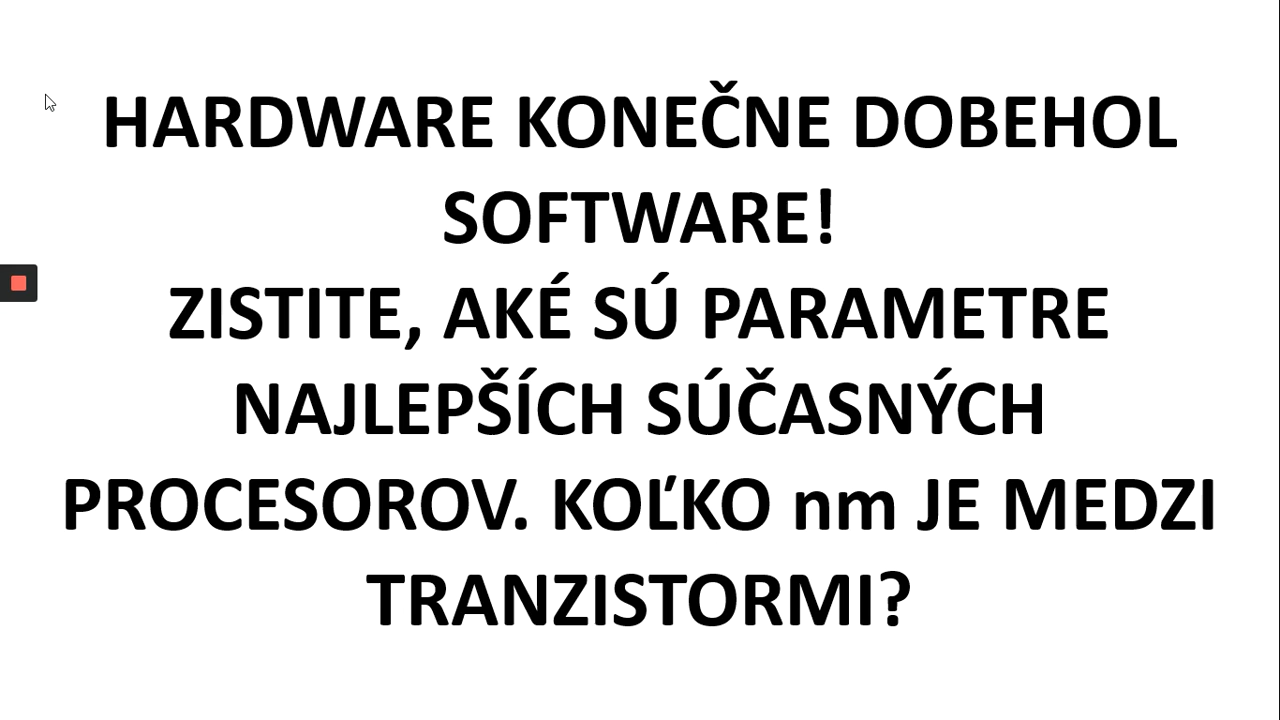 HARDWARE KONEČNE DOBEHOL
SOFTWARE!
ZISTITE, AKÉ SÚ PARAMETRE
NAJLEPŠÍCH SÚČASNÝCH
PROCESOROV. KOĽKO nm JE MEDZI
TRANZISTORMI?